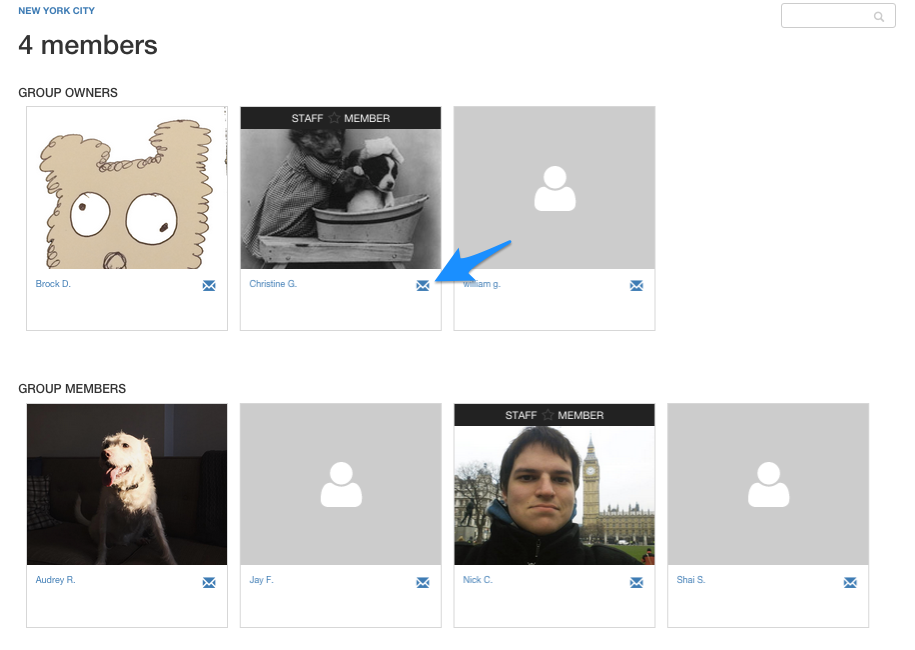 NEW YORK CITY
4 members
GROUP OWNERS
STAFF MEMBER
Brock D.
Christine G.
william g.
GROUP MEMBERS
STAFF MEMBER
Audrey R.
Jay F.
Nick C.
Shai S.